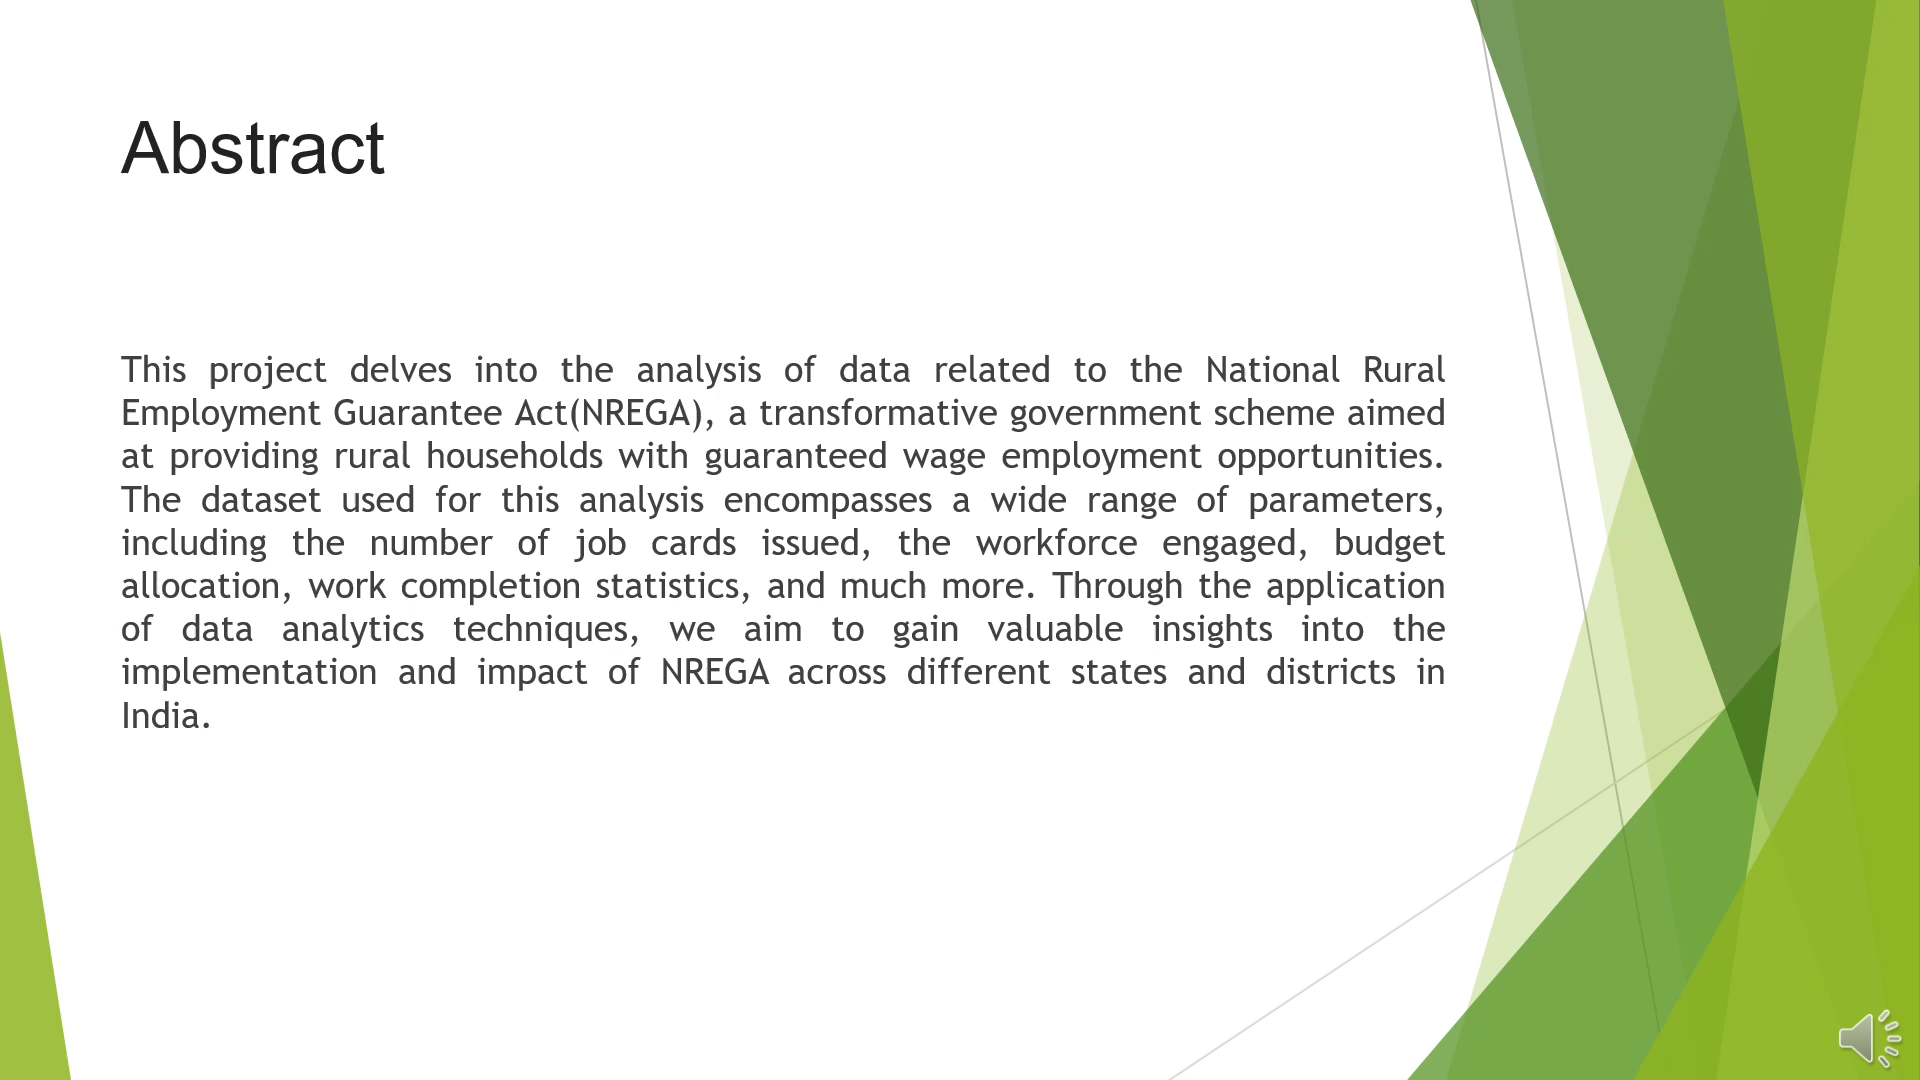 Abstract
This project delves into the analysis of data related to the National Rural
Employment Guarantee Act(NREGA), a transformative government scheme aimed
at providing rural households with guaranteed wage employment opportunities.
The dataset used for this analysis encompasses a wide range of parameters,
including the number of job cards issued, the workforce engaged, budget
allocation, work completion statistics, and much more. Through the application
of data analytics techniques, we aim to gain valuable insights into the
implementation and impact of NREGA across different states and districts in
India.